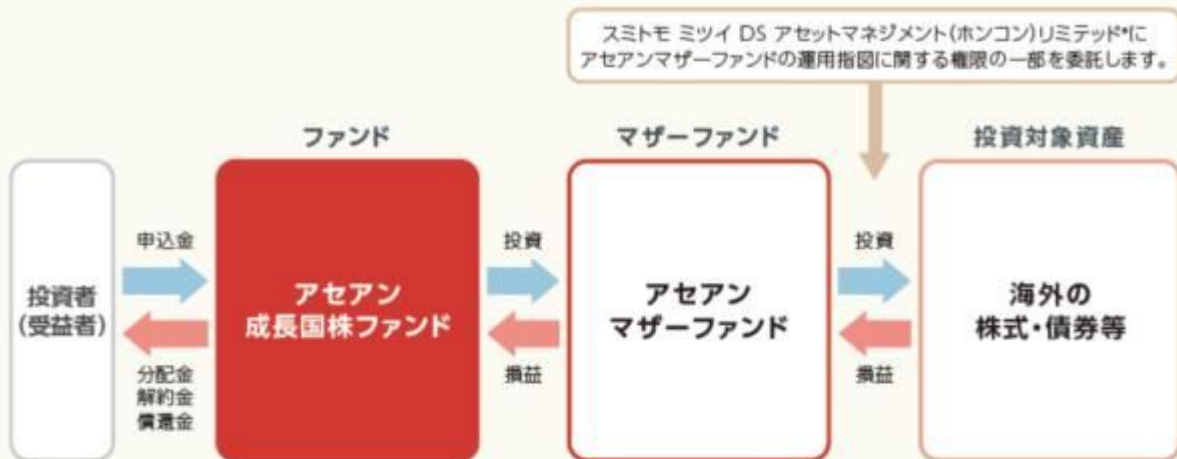 スミトモ ミツイ DS アセットマネジメント(ホンコン)リミテッド*に
アセアンマザーファンドの運用指図に関する権限の一部を委託します。
ファンド
マザーファンド
投資対象資産
投資者
(受益者)
申込金
分配金
解約金
償還金
アセアン
成長国株ファンド
投資
損益
アセアン
マザーファンド
投資
損益
海外の
株式・債券等